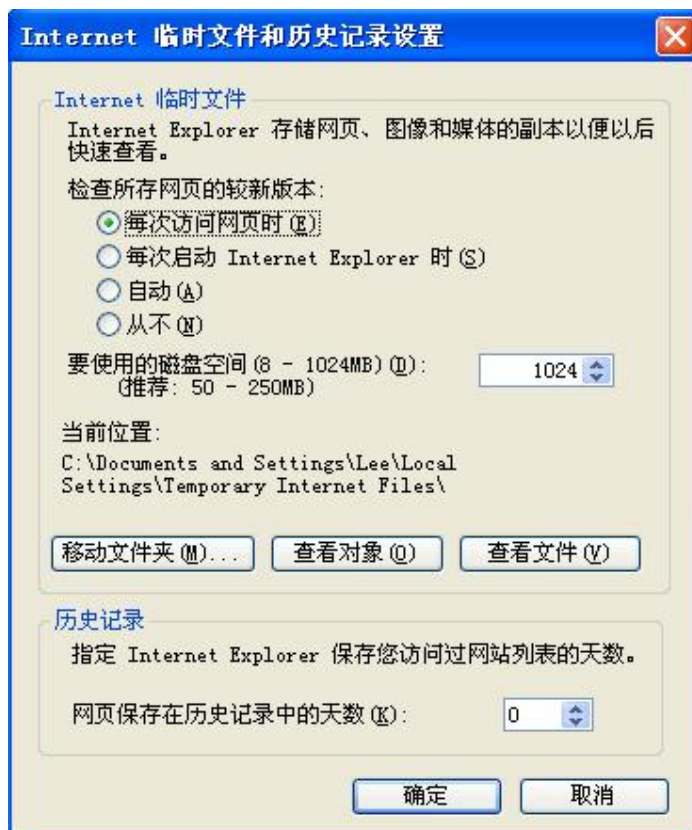 Internet 临时文件和历史记录设置
Internet 临时文件
Internet Explorer 存储网页、图像和媒体的副本以便以后
快速查看。
检查所存网页的较新版本:
每次访问网页时(E)
每次启动 Internet Explorer 时(S)
自动(A)
从不(N)
要使用的磁盘空间(8 - 1024MB)(D):
1024
(推荐: 50 - 250MB)
当前位置:
C:\Documents and Settings\Lee\Local
Settings\Temporary Internet Files\
移动文件夹(M)... 查看对象(O) 查看文件(V)
历史记录
指定 Internet Explorer 保存您访问过网站列表的天数。
网页保存在历史记录中的天数(K): 0
确定 取消